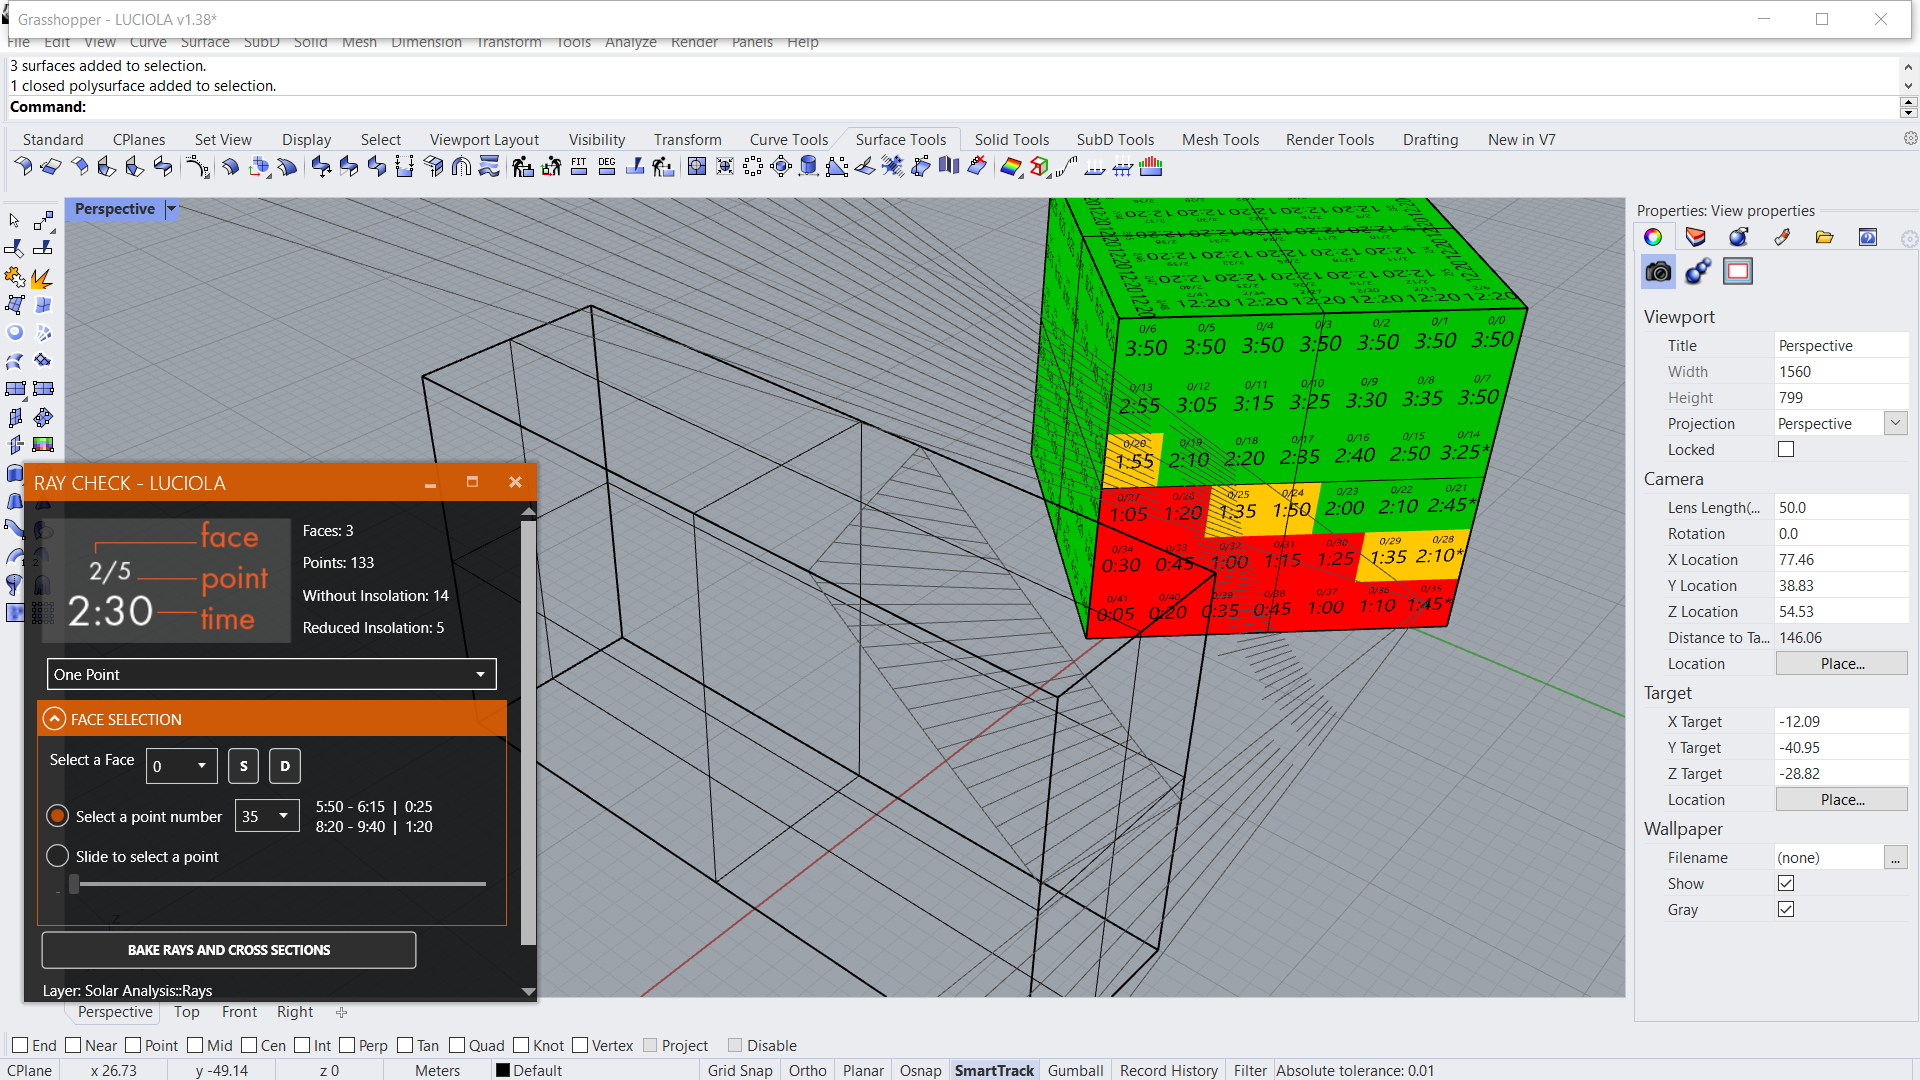 Grasshopper - LUCIOLA v1.38*
File Edit View Curve Surface SubD Solid Mesh Dimension Transform Tools Analyze Render Panels Help
3 surfaces added to selection.
1 closed polysurface added to selection.
Command:
Standard CPlanes Set View Display Select Viewport Layout Visibility Transform Curve Tools Surface Tools Solid Tools SubD Tools Mesh Tools Render Tools Drafting New in V7
FIT DEG
Perspective
12:20 12:20 12:20 12:20 12:20 12:20 12:20
0/6 0/5 0/4 0/3 0/2 0/1 0/0
3:50 3:50 3:50 3:50 3:50 3:50 3:50
0/13 0/12 0/11 0/10 0/9 0/8 0/7
2:55 3:05 3:15 3:25 3:30 3:35 3:50
0/20 0/19 0/18 0/17 0/16 0/15 0/14
1:55 2:10 2:20 2:35 2:40 2:50 3:25*
0/27 0/26 0/25 0/24 0/23 0/22 0/21
1:05 1:20 1:35 1:50 2:00 2:10 2:45*
0/34 0/33 0/32 0/31 0/30 0/29 0/28
0:30 0:45 1:00 1:15 1:25 1:35 2:10*
0/41 0/40 0/39 0/38 0/37 0/36 0/35
0:05 0:20 0:35 0:45 1:00 1:10 1:45*
RAY CHECK - LUCIOLA
face
2/5 point
2:30 time
Faces: 3
Points: 133
Without Insolation: 14
Reduced Insolation: 5
One Point
FACE SELECTION
Select a Face 0 S D
Select a point number 35
5:50 - 6:15 | 0:25
8:20 - 9:40 | 1:20
Slide to select a point
BAKE RAYS AND CROSS SECTIONS
Layer: Solar Analysis::Rays
Properties: View properties
Viewport
Title Perspective
Width 1560
Height 799
Projection Perspective
Locked
Camera
Lens Length(... 50.0
Rotation 0.0
X Location 77.46
Y Location 38.83
Z Location 54.53
Distance to Ta... 146.06
Location Place...
Target
X Target -12.09
Y Target -40.95
Z Target -28.82
Location Place...
Wallpaper
Filename (none) ...
Show
Gray
Perspective Top Front Right
End Near Point Mid Cen Int Perp Tan Quad Knot Vertex Project Disable
CPlane x 26.73 y -49.14 z 0 Meters Default Grid Snap Ortho Planar Osnap SmartTrack Gumball Record History Filter Absolute tolerance: 0.01